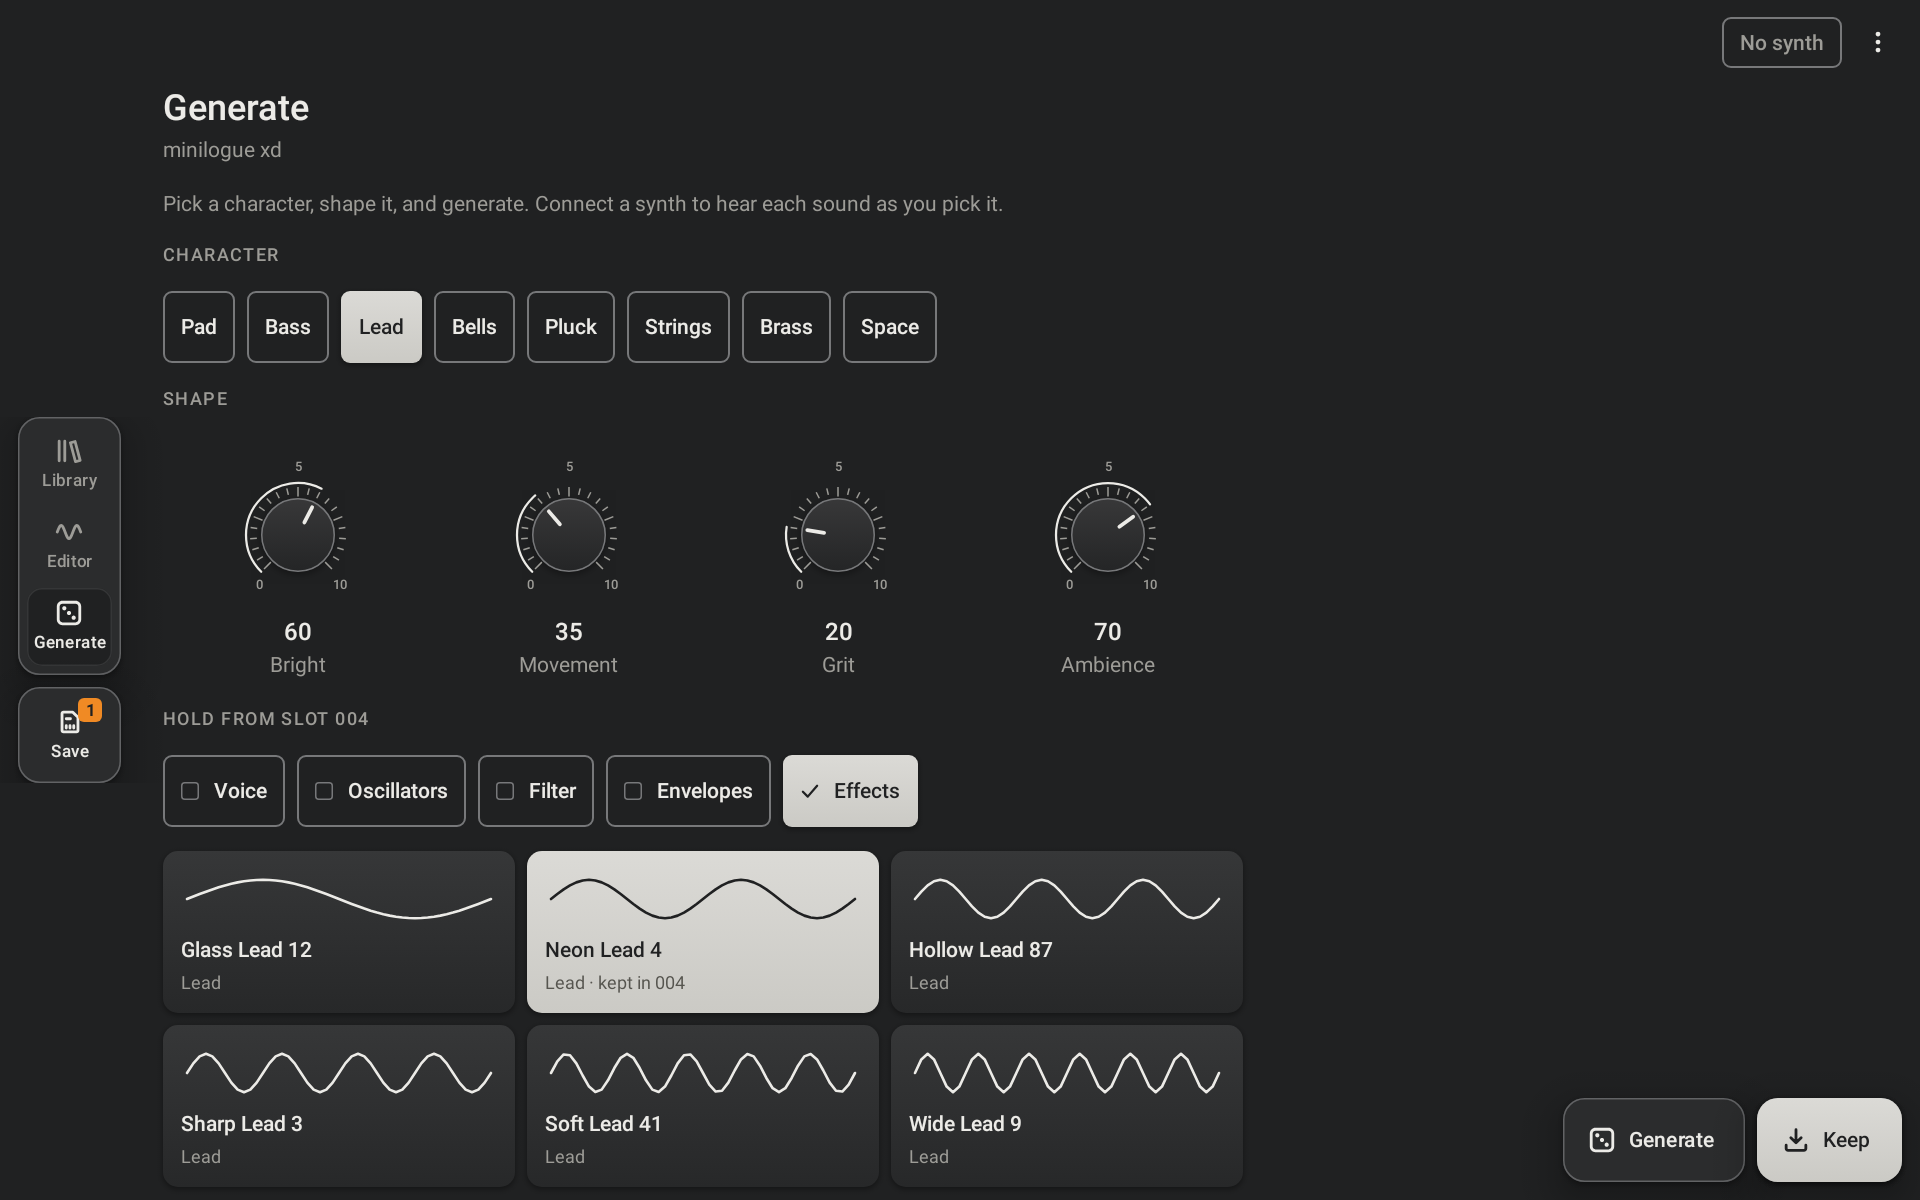 No synth
Generate
minilogue xd
Pick a character, shape it, and generate. Connect a synth to hear each sound as you pick it.
CHARACTER
Pad Bass Lead Bells Pluck Strings Brass Space
SHAPE
Library
Editor
Generate
1
Save
5 5 5 5
0 10 0 10 0 10 0 10
60 35 20 70
Bright Movement Grit Ambience
HOLD FROM SLOT 004
Voice Oscillators Filter Envelopes Effects
Glass Lead 12 Neon Lead 4 Hollow Lead 87
Lead Lead · kept in 004 Lead
Sharp Lead 3 Soft Lead 41 Wide Lead 9
Lead Lead Lead
Generate Keep